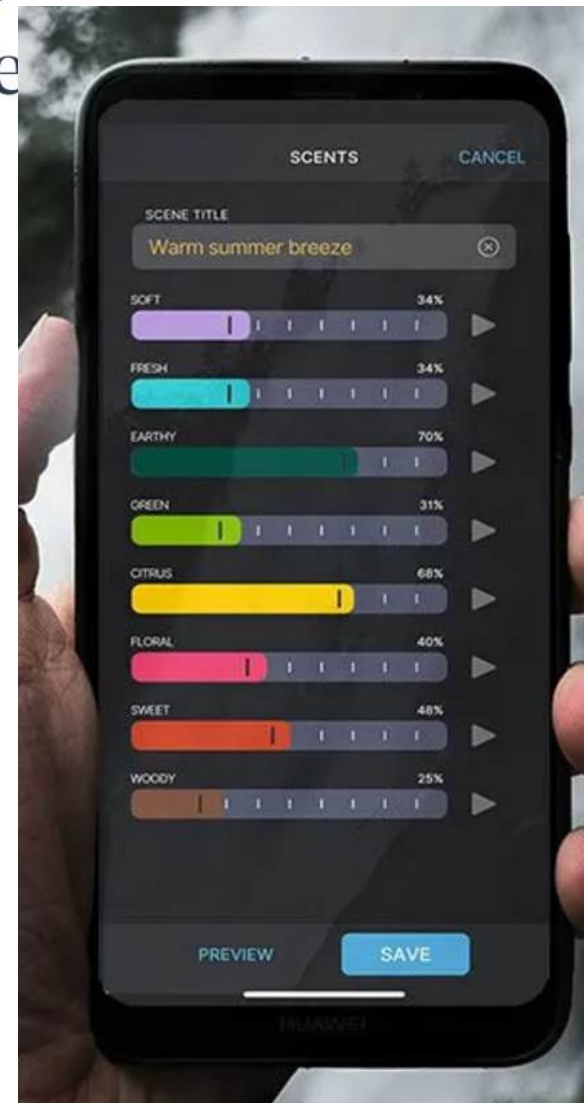 e
SCENTS CANCEL
SCENE TITLE
Warm summer breeze
SOFT 34%
FRESH 34%
EARTHY 70%
GREEN 31%
CITRUS 68%
FLORAL 40%
SWEET 48%
WOODY 25%
PREVIEW SAVE
HUAWEI